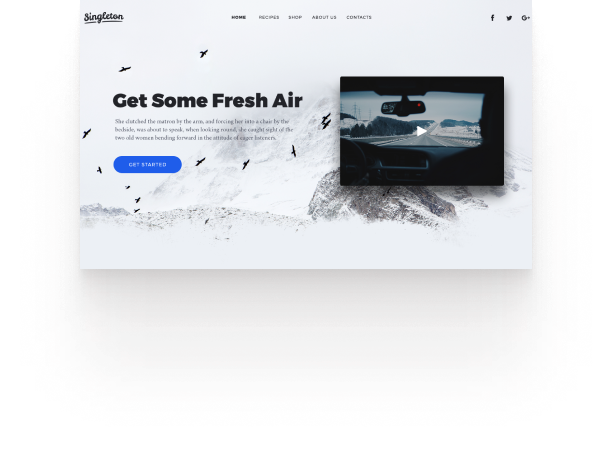 Singleton
HOME RECIPES SHOP ABOUT US CONTACTS
Get Some Fresh Air
She clutched the matron by the arm, and forcing her into a chair by the
bedside, was about to speak, when looking round, she caught sight of the
two old women bending forward in the attitude of eager listeners.
GET STARTED